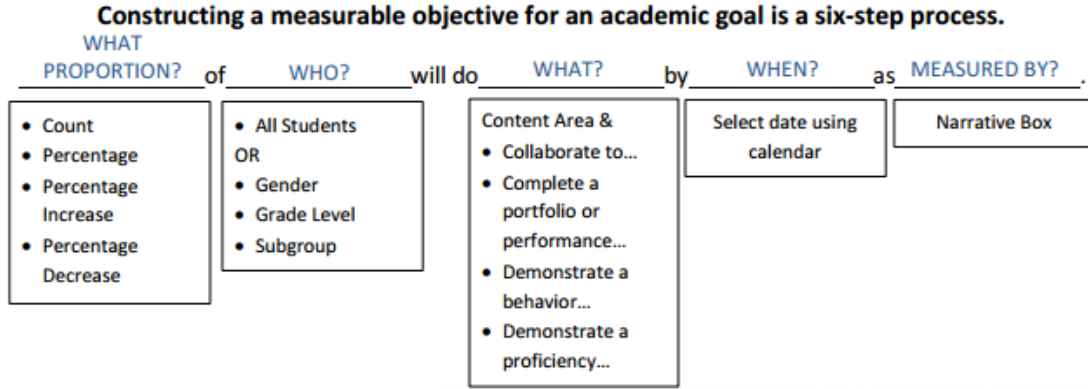 Constructing a measurable objective for an academic goal is a six-step process.
WHAT
PROPORTION? of WHO? will do WHAT? by WHEN? as MEASURED BY? .
• Count
• Percentage
• Percentage
Increase
• Percentage
Decrease
• All Students
OR
• Gender
• Grade Level
• Subgroup
Content Area &
• Collaborate to...
• Complete a
portfolio or
performance...
• Demonstrate a
behavior...
• Demonstrate a
proficiency...
Select date using
calendar
Narrative Box